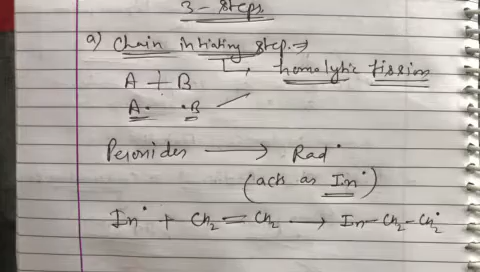 3 - Steps
a) Chain initiating step.⇒
A + B → homolytic fission
A• •B
Peroxides ⟶ Rad•
(acts as In•)
In• + CH2=CH2 ⟶ In-CH2-CH2•